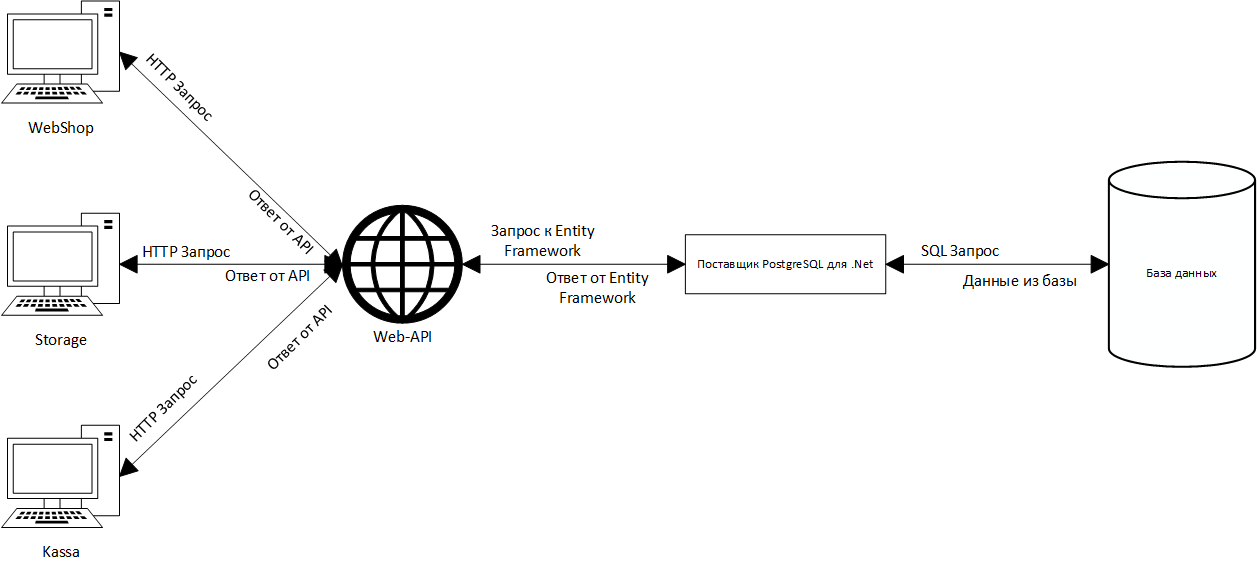 HTTP Запрос
WebShop
Ответ от API
HTTP Запрос
Ответ от API
Storage
Ответ от API
HTTP Запрос
Kassa
Web-API
Запрос к Entity
Framework
Ответ от Entity
Framework
Поставщик PostgreSQL для .Net
SQL Запрос
Данные из базы
База данных